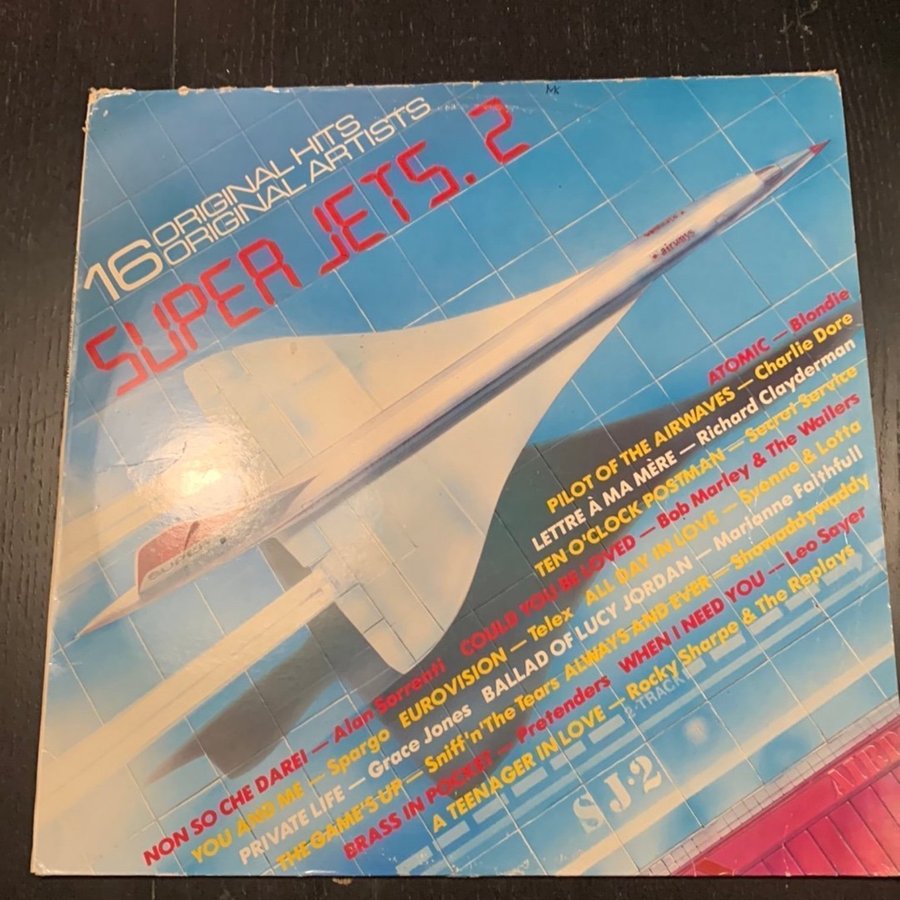 16 ORIGINAL HITS
ORIGINAL ARTISTS
SUPER JETS. 2
ATOMIC — Blondie
PILOT OF THE AIRWAVES — Charlie Dore
LETTRE À MA MÈRE — Richard Clayderman
TEN O'CLOCK POSTMAN — Secret Service
COULD YOU BE LOVED — Bob Marley & The Wailers
ALL DAY IN LOVE — Syonne & Lotta
BALLAD OF LUCY JORDAN — Marianne Faithfull
ALWAYS AND EVER — Showaddywaddy
WHEN I NEED YOU — Leo Sayer
A TEENAGER IN LOVE — Rocky Sharpe & The Replays
NON SO CHE DAREI — Alan Sorrenti
YOU AND ME — Spargo
EUROVISION — Telex
PRIVATE LIFE — Grace Jones
THE GAME'S UP — Sniff'n'The Tears
BRASS IN POCKET — Pretenders
2-TRACK
SJ-2